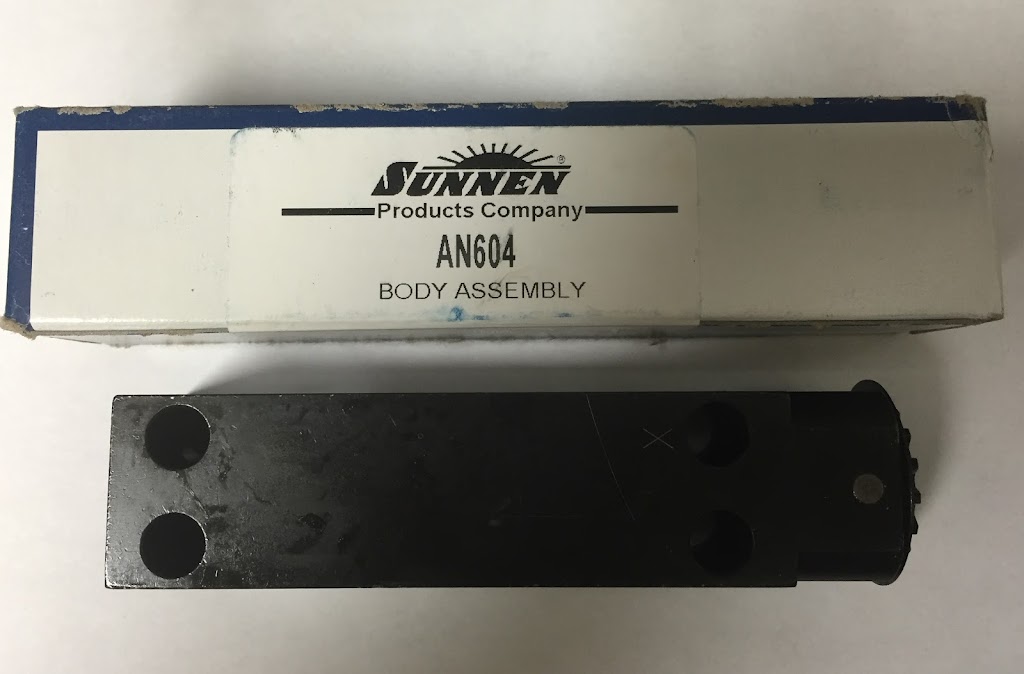 SUNNEN®
Products Company
AN604
BODY ASSEMBLY